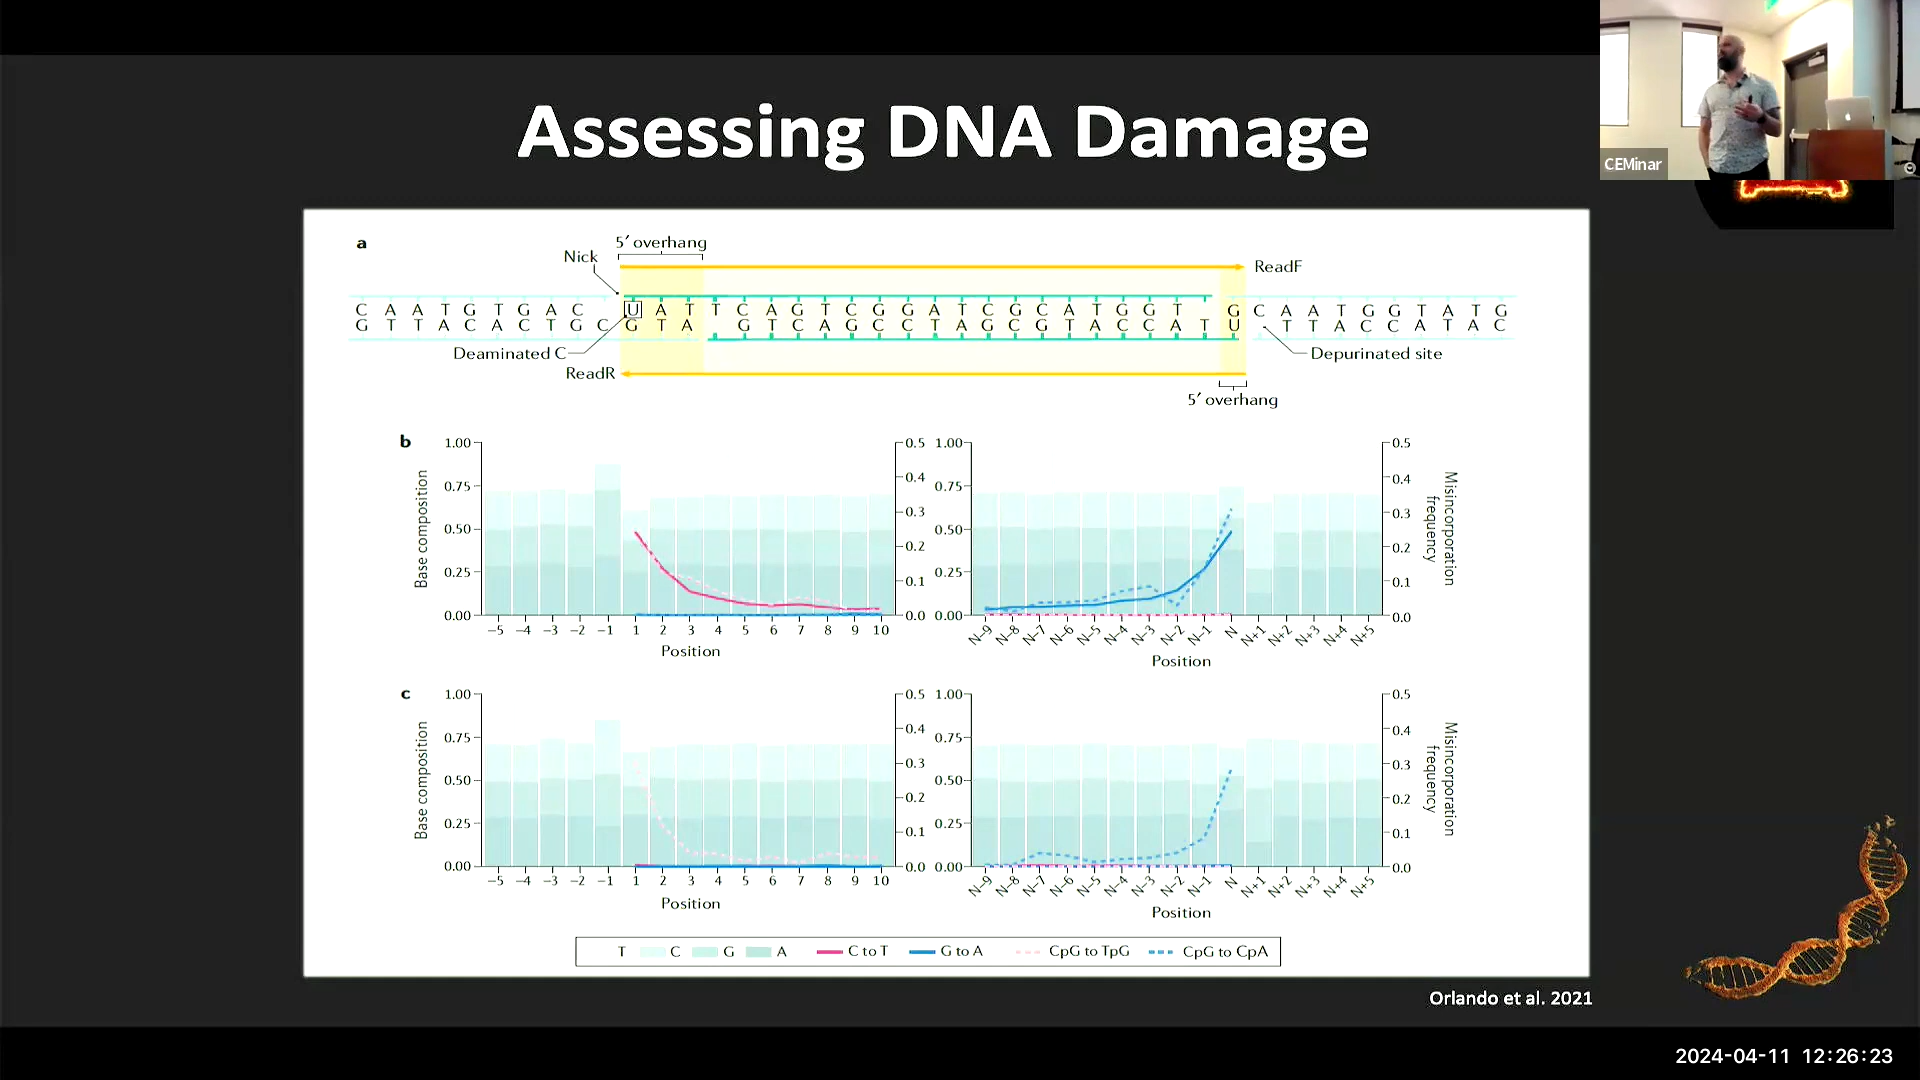 Assessing DNA Damage
CEMinar
a
5′ overhang
Nick
ReadF
C A A T G T G A C U A T T C A G T C G G A T C G C A T G G T G C A A T G G T A T G
G T T A C A C T G C G T A G T C A G C C T A G C G T A C C A T U T T A C C A T A C
Deaminated C
Depurinated site
ReadR
5′ overhang
b
1.00 0.75 0.50 0.25 0.00
Base composition
0.5 0.4 0.3 0.2 0.1 0.0
−5 −4 −3 −2 −1 1 2 3 4 5 6 7 8 9 10
Position
1.00 0.75 0.50 0.25 0.00
0.5 0.4 0.3 0.2 0.1 0.0
Misincorporation
frequency
N−9 N−8 N−7 N−6 N−5 N−4 N−3 N−2 N−1 N N+1 N+2 N+3 N+4 N+5
Position
c
1.00 0.75 0.50 0.25 0.00
Base composition
0.5 0.4 0.3 0.2 0.1 0.0
−5 −4 −3 −2 −1 1 2 3 4 5 6 7 8 9 10
Position
1.00 0.75 0.50 0.25 0.00
0.5 0.4 0.3 0.2 0.1 0.0
Misincorporation
frequency
N−9 N−8 N−7 N−6 N−5 N−4 N−3 N−2 N−1 N N+1 N+2 N+3 N+4 N+5
Position
T C G A C to T G to A CpG to TpG CpG to CpA
Orlando et al. 2021
2024-04-11 12:26:23